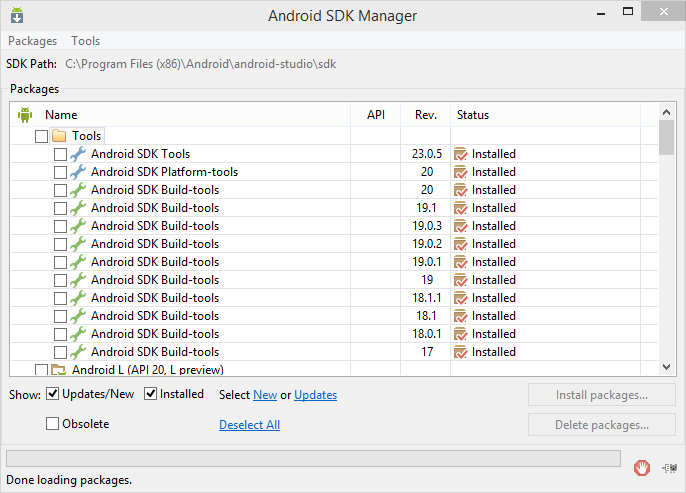 Android SDK Manager
Packages Tools
SDK Path: C:\Program Files (x86)\Android\android-studio\sdk
Packages
Name API Rev. Status
Tools
Android SDK Tools 23.0.5 Installed
Android SDK Platform-tools 20 Installed
Android SDK Build-tools 20 Installed
Android SDK Build-tools 19.1 Installed
Android SDK Build-tools 19.0.3 Installed
Android SDK Build-tools 19.0.2 Installed
Android SDK Build-tools 19.0.1 Installed
Android SDK Build-tools 19 Installed
Android SDK Build-tools 18.1.1 Installed
Android SDK Build-tools 18.1 Installed
Android SDK Build-tools 18.0.1 Installed
Android SDK Build-tools 17 Installed
Android L (API 20, L preview)
Show: Updates/New Installed Select New or Updates Install packages...
Obsolete Deselect All Delete packages...
Done loading packages.